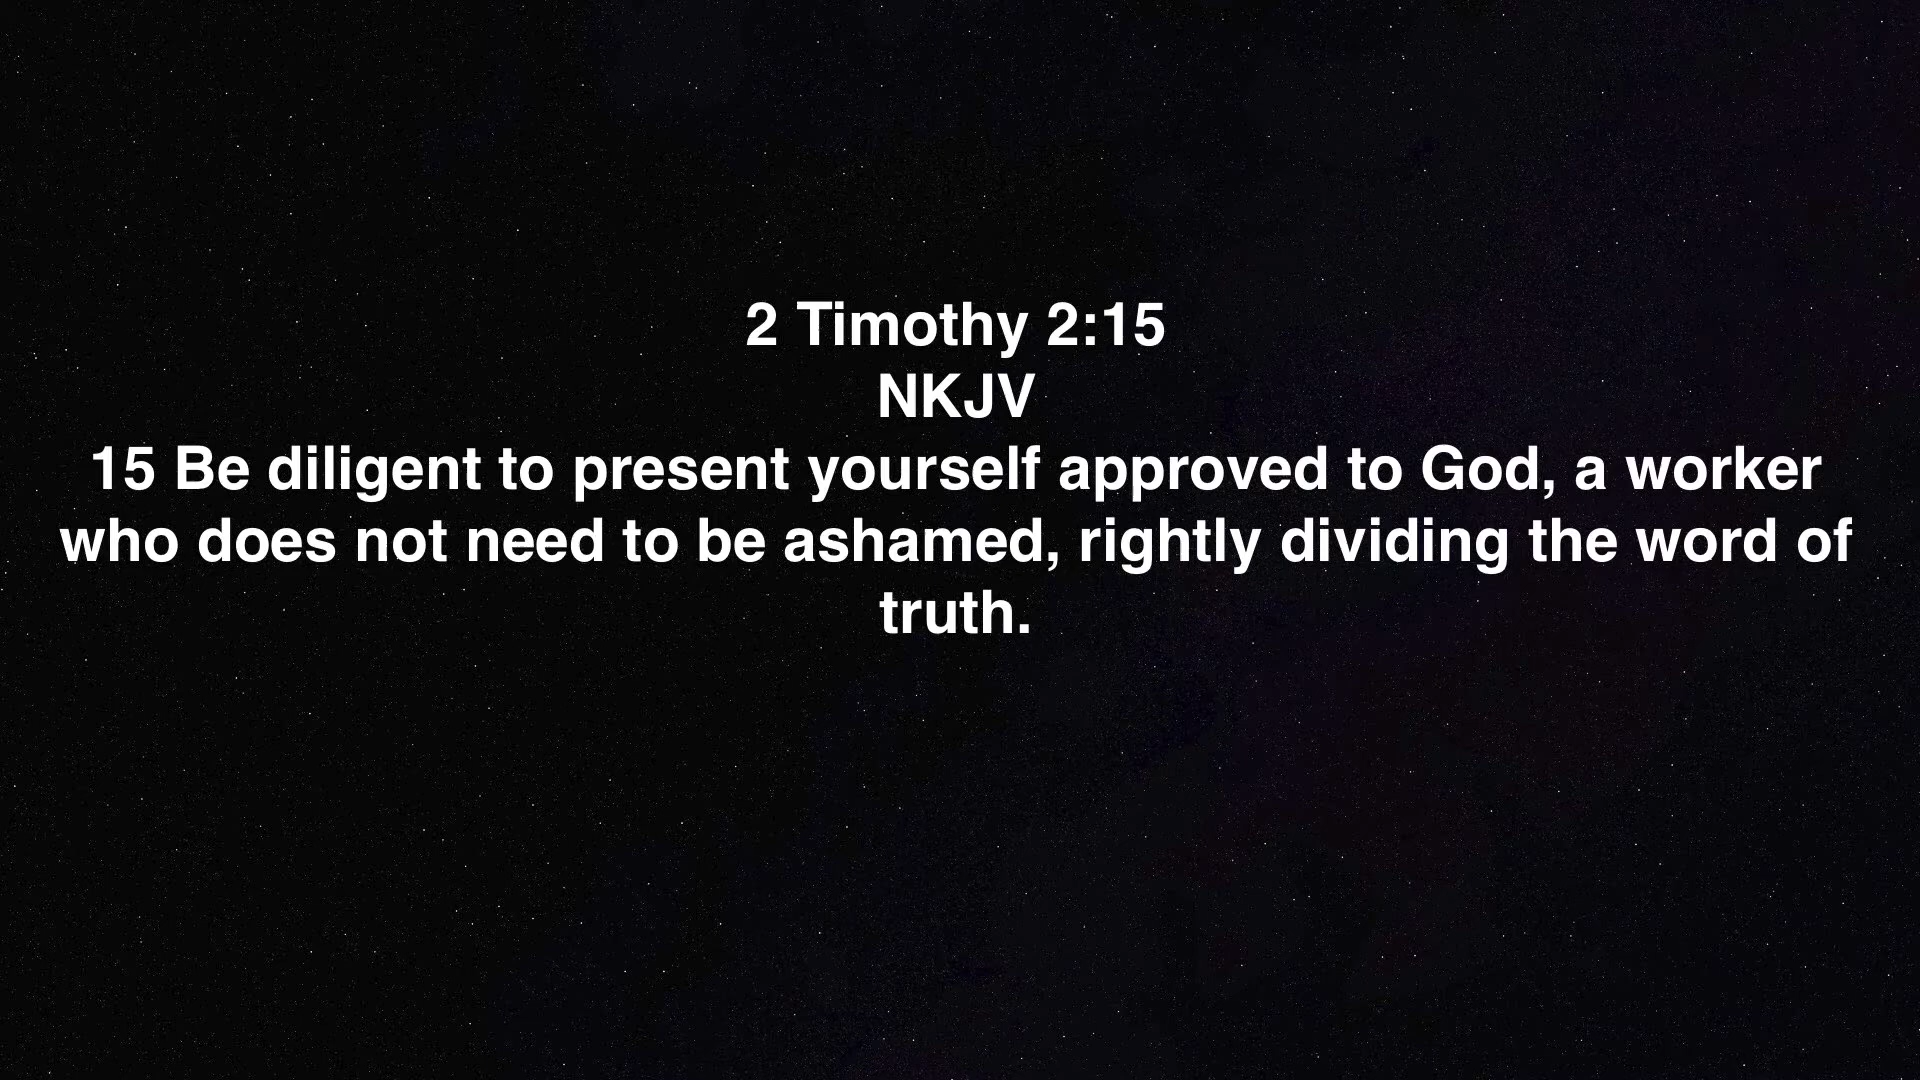 2 Timothy 2:15
NKJV
15 Be diligent to present yourself approved to God, a worker
who does not need to be ashamed, rightly dividing the word of
truth.